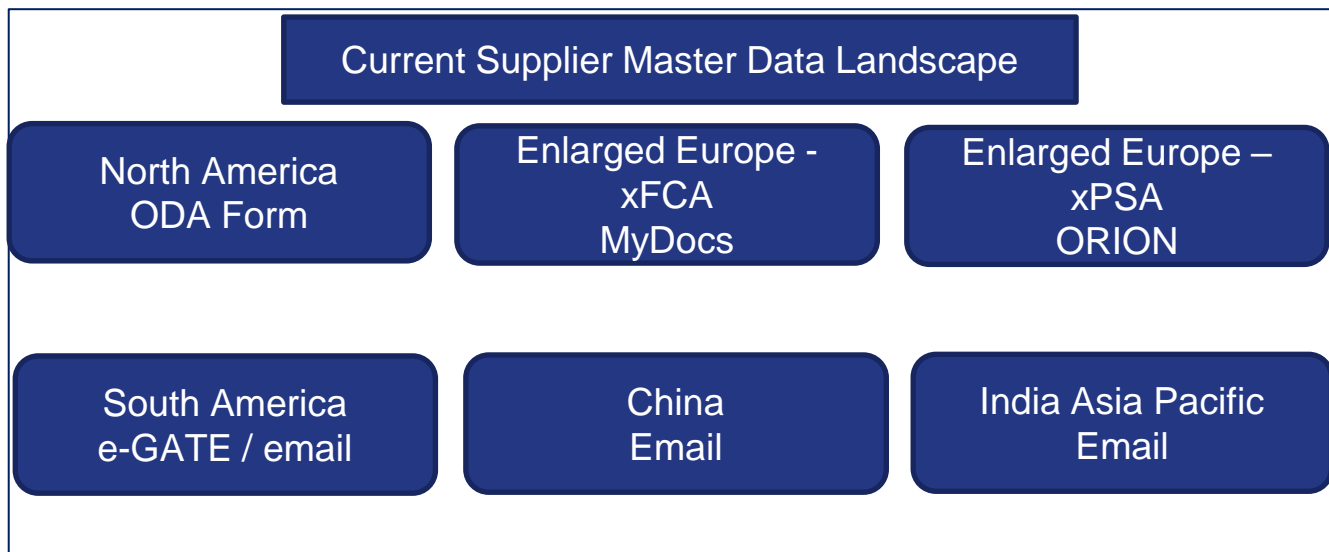 Current Supplier Master Data Landscape
North America
ODA Form
Enlarged Europe -
xFCA
MyDocs
Enlarged Europe –
xPSA
ORION
South America
e-GATE / email
China
Email
India Asia Pacific
Email